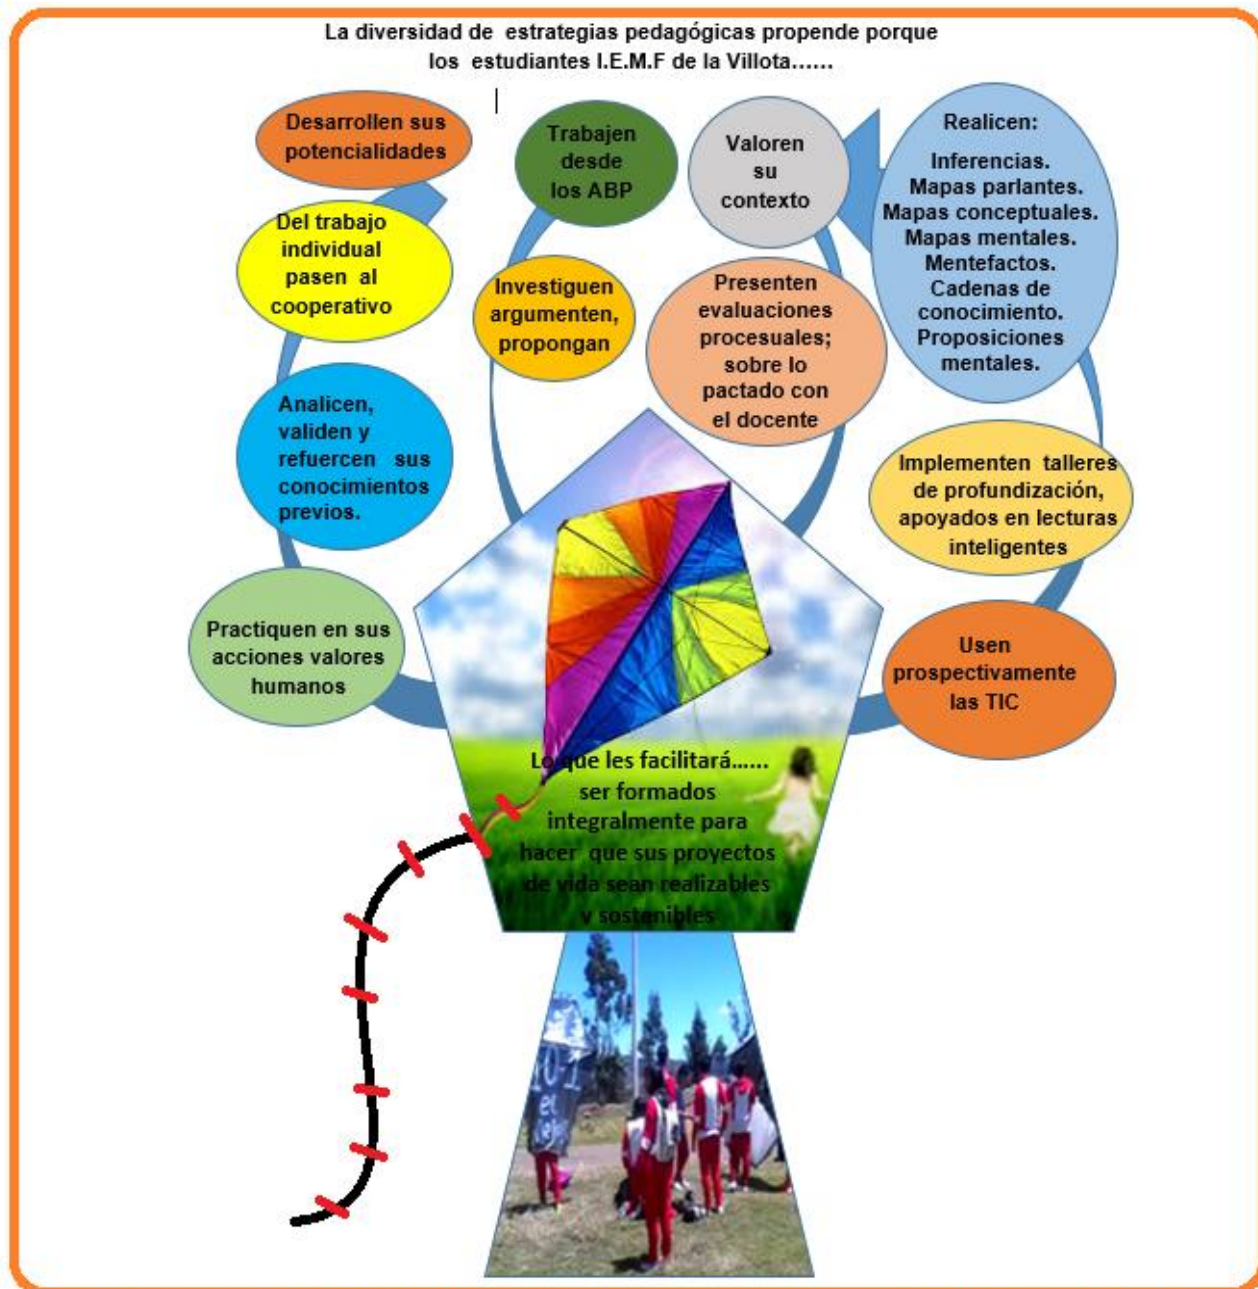 La diversidad de estrategias pedagógicas propende porque
los estudiantes I.E.M.F de la Villota......
Desarrollen sus
potencialidades
Del trabajo
individual
pasen al
cooperativo
Analicen,
validen y
refuercen sus
conocimientos
previos.
Practiquen en sus
acciones valores
humanos
Trabajen
desde
los ABP
Investiguen
argumenten,
propongan
Valoren
su
contexto
Presenten
evaluaciones
procesuales;
sobre lo
pactado con
el docente
Realicen:
Inferencias.
Mapas parlantes.
Mapas conceptuales.
Mapas mentales.
Mentefactos.
Cadenas de
conocimiento.
Proposiciones
mentales.
Implementen talleres
de profundización,
apoyados en lecturas
inteligentes
Usen
prospectivamente
las TIC
Lo que les facilitará......
ser formados
integralmente para
hacer que sus proyectos
de vida sean realizables
y sostenibles
10-1